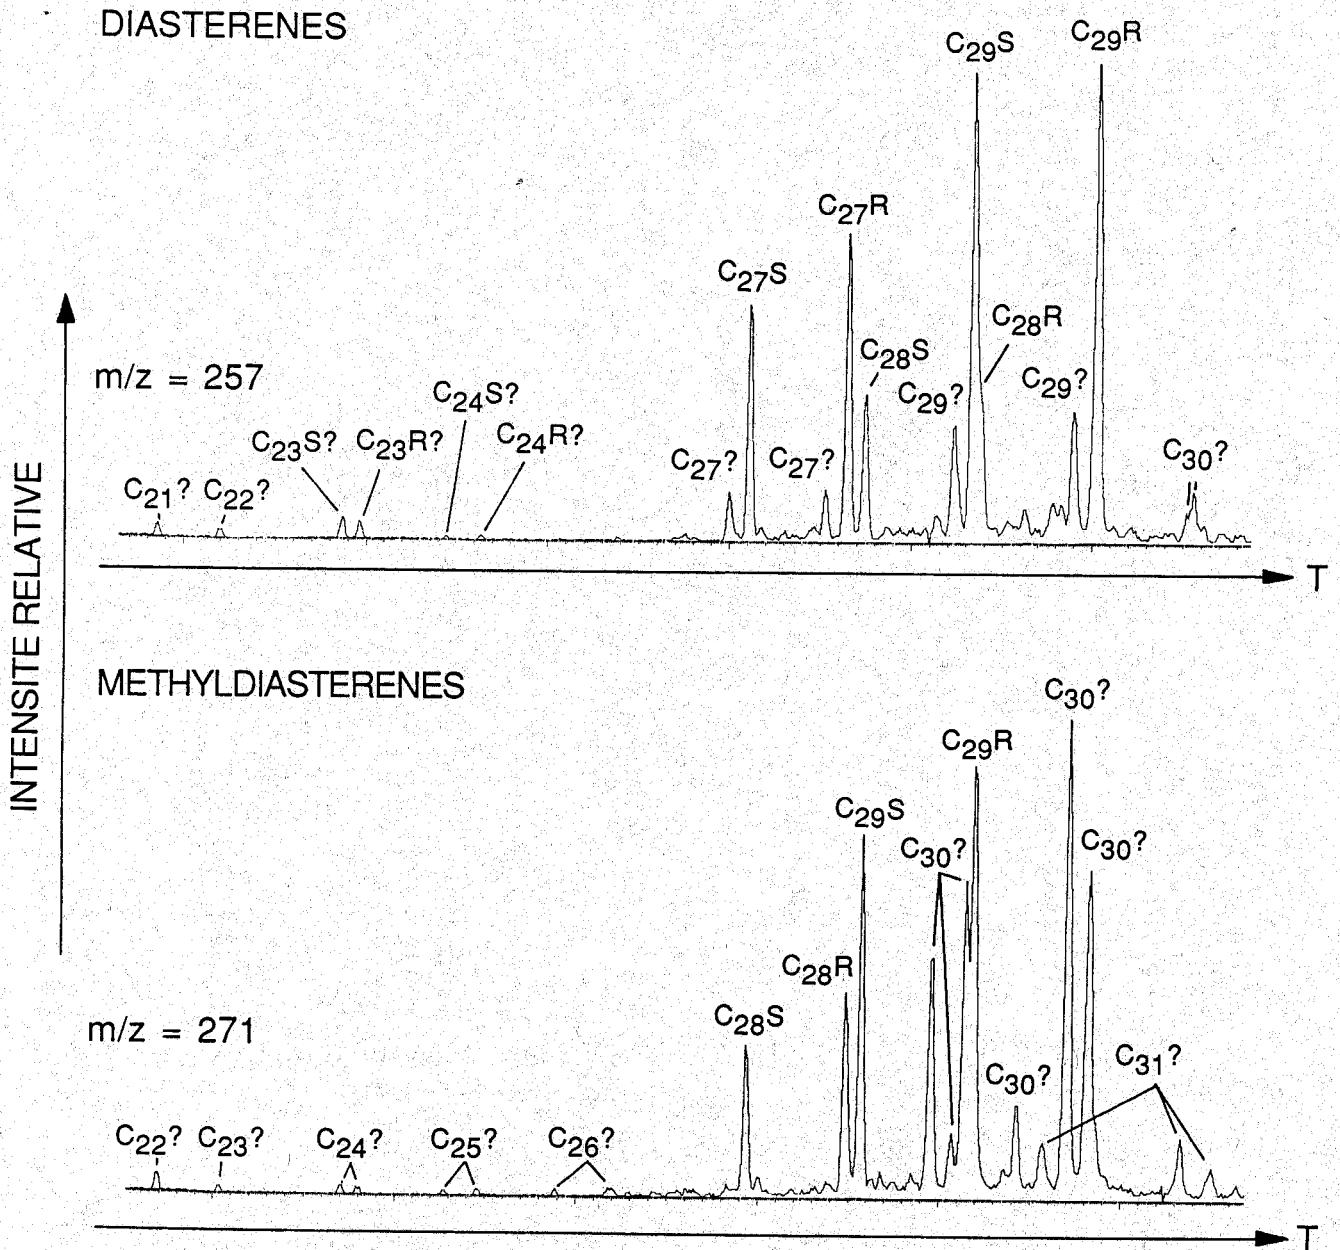 DIASTERENES
C29S
C29R
C27R
C27S
C28R
C28S
m/z = 257
C29?
C29?
C24S?
C23S?
C23R?
C24R?
C27?
C27?
C30?
C21?
C22?
T
INTENSITE RELATIVE
METHYLDIASTERENES
C30?
C29R
C29S
C30?
C30?
C28R
C28S
m/z = 271
C30?
C31?
C22?
C23?
C24?
C25?
C26?
T